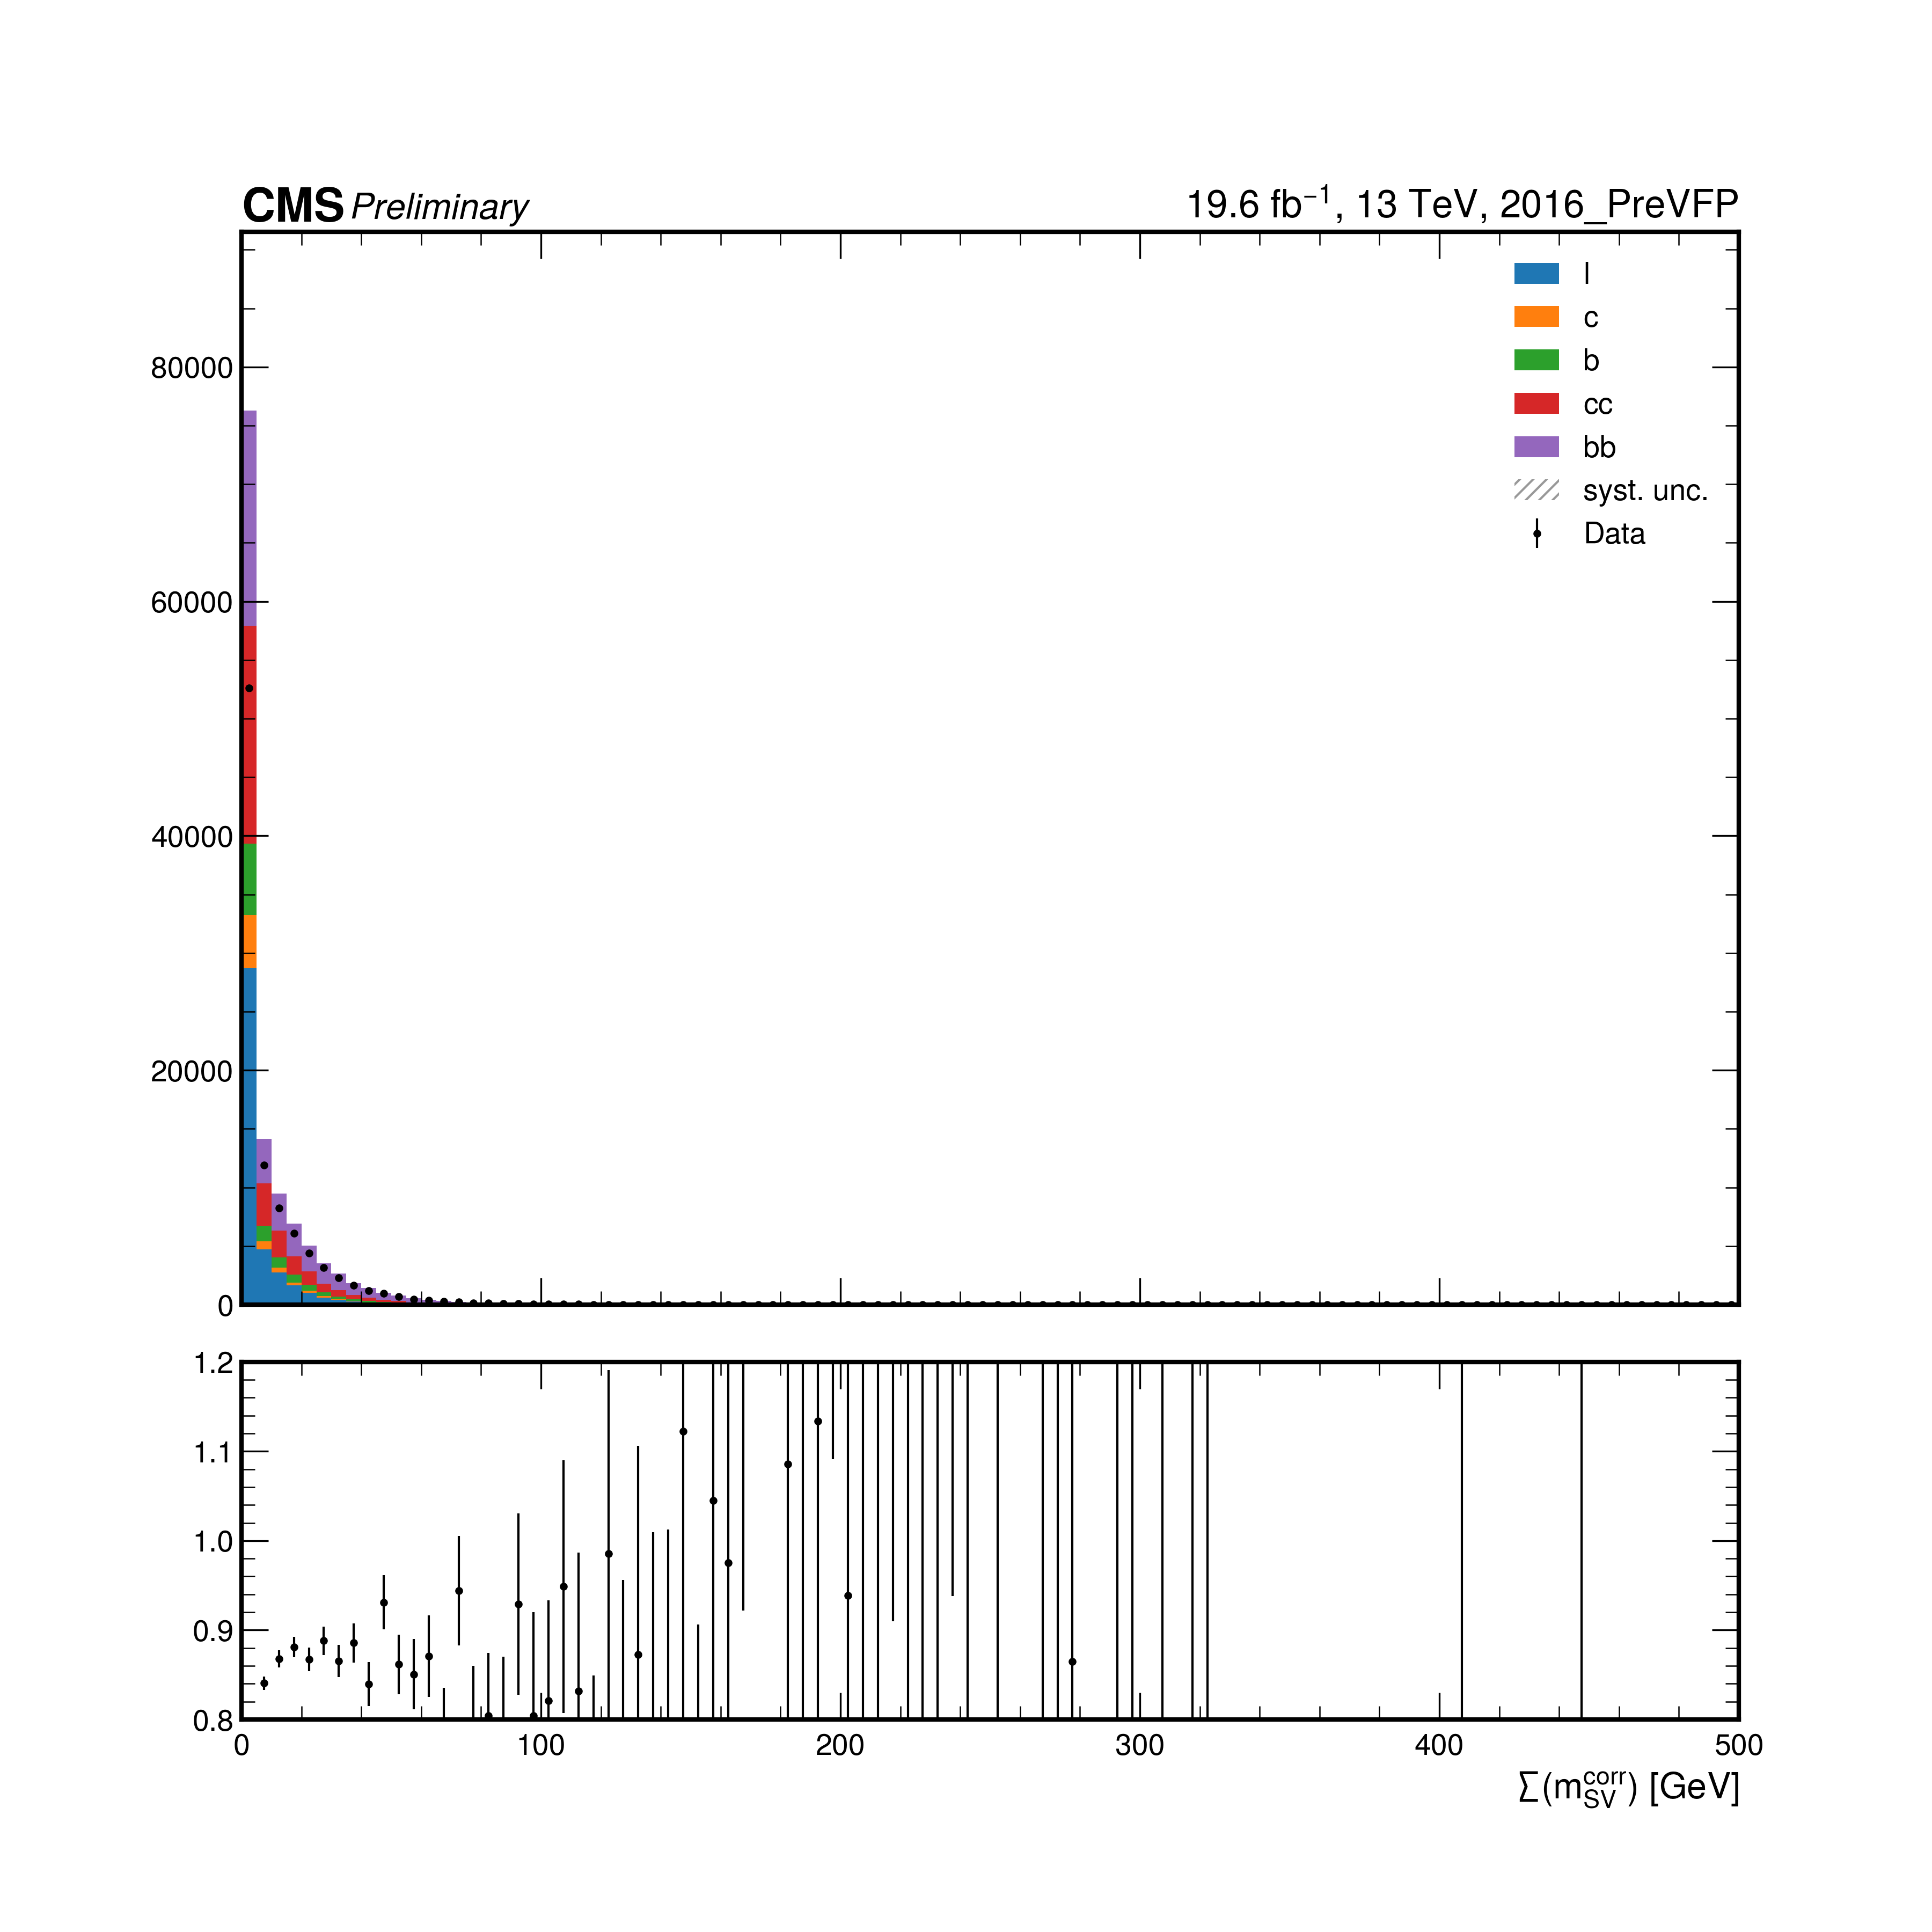 CMS Preliminary
19.6 fb⁻¹, 13 TeV, 2016_PreVFP
l
c
b
cc
bb
syst. unc.
Data
80000
60000
40000
20000
0
1.2
1.1
1.0
0.9
0.8
0 100 200 300 400 500
Σ(m_SV^corr) [GeV]